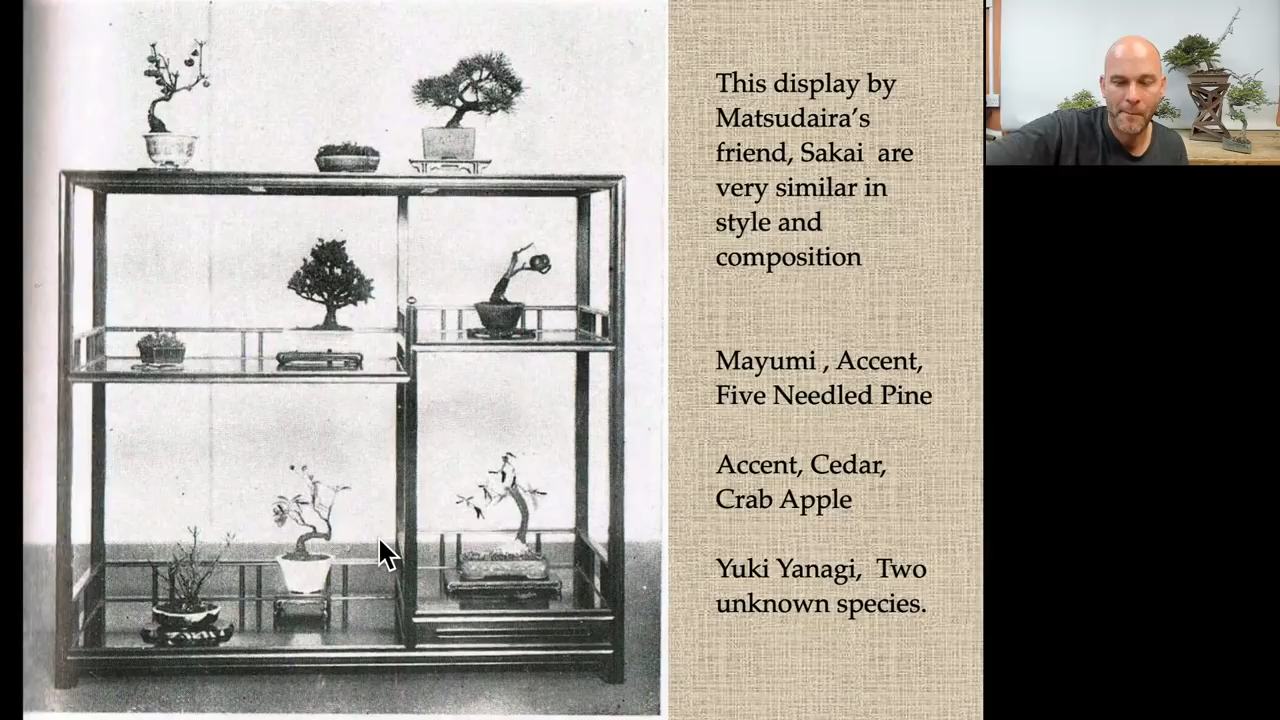 This display by
Matsudaira’s
friend, Sakai  are
very similar in
style and
composition
Mayumi , Accent,
Five Needled Pine
Accent, Cedar,
Crab Apple
Yuki Yanagi,  Two
unknown species.